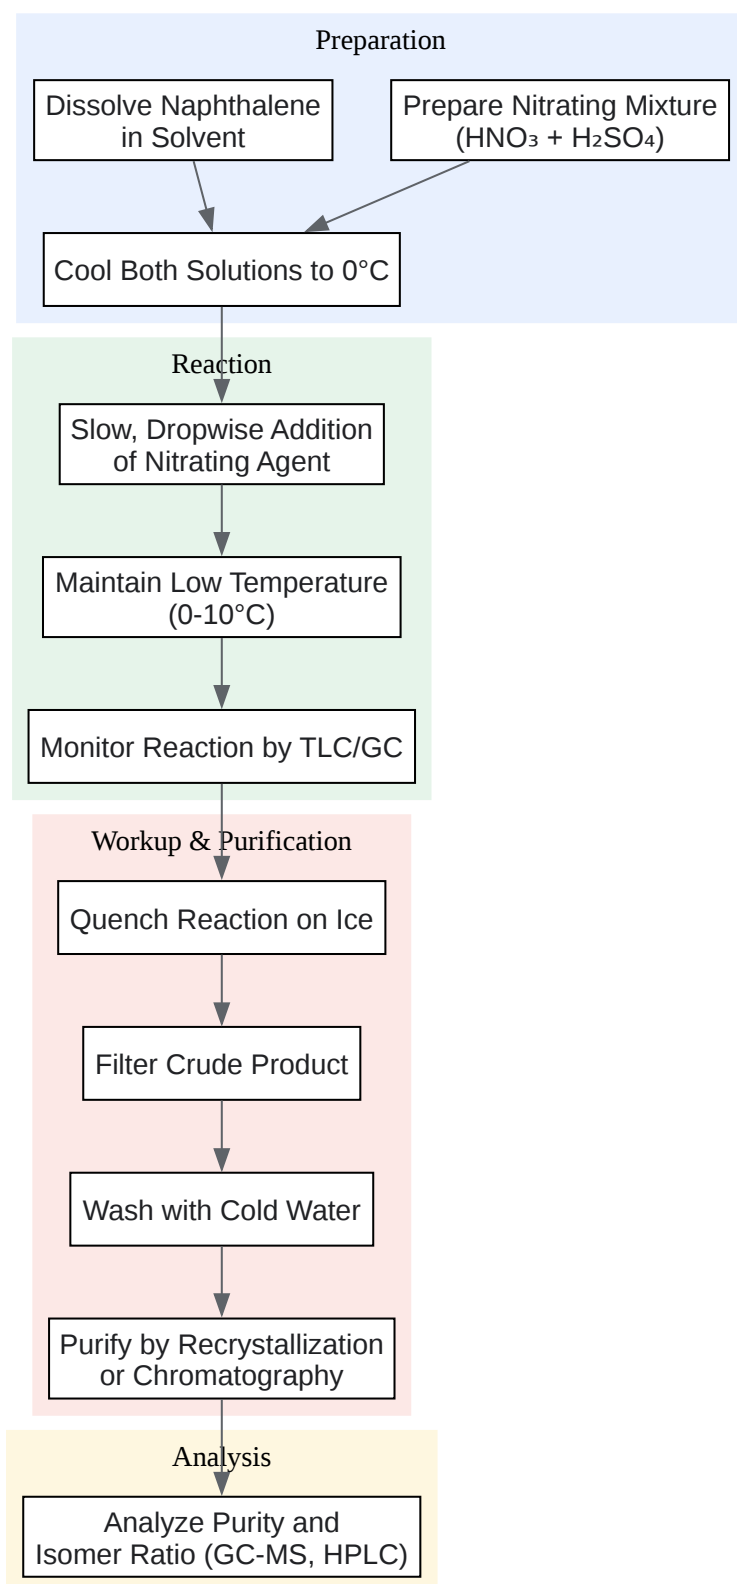 Preparation
Dissolve Naphthalene
in Solvent
Prepare Nitrating Mixture
(HNO₃ + H₂SO₄)
Cool Both Solutions to 0°C
Reaction
Slow, Dropwise Addition
of Nitrating Agent
Maintain Low Temperature
(0-10°C)
Monitor Reaction by TLC/GC
Workup & Purification
Quench Reaction on Ice
Filter Crude Product
Wash with Cold Water
Purify by Recrystallization
or Chromatography
Analysis
Analyze Purity and
Isomer Ratio (GC-MS, HPLC)